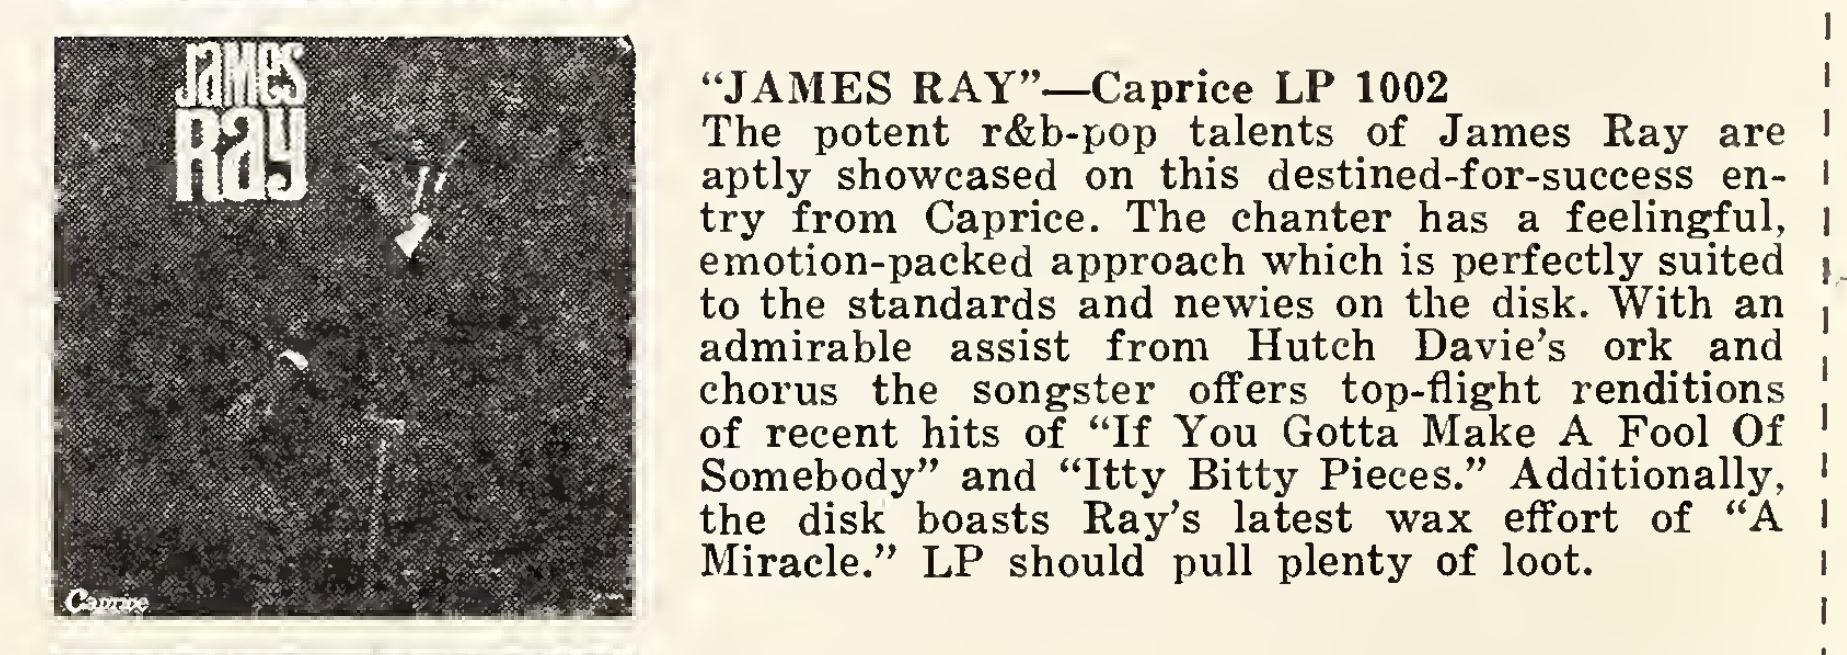 James
Ray
Caprice
“JAMES RAY”—Caprice LP 1002
The potent r&b-pop talents of James Ray are
aptly showcased on this destined-for-success en-
try from Caprice. The chanter has a feelingful,
emotion-packed approach which is perfectly suited
to the standards and newies on the disk. With an
admirable assist from Hutch Davie’s ork and
chorus the songster offers top-flight renditions
of recent hits of “If You Gotta Make A Fool Of
Somebody” and “Itty Bitty Pieces.” Additionally,
the disk boasts Ray’s latest wax effort of “A
Miracle.” LP should pull plenty of loot.